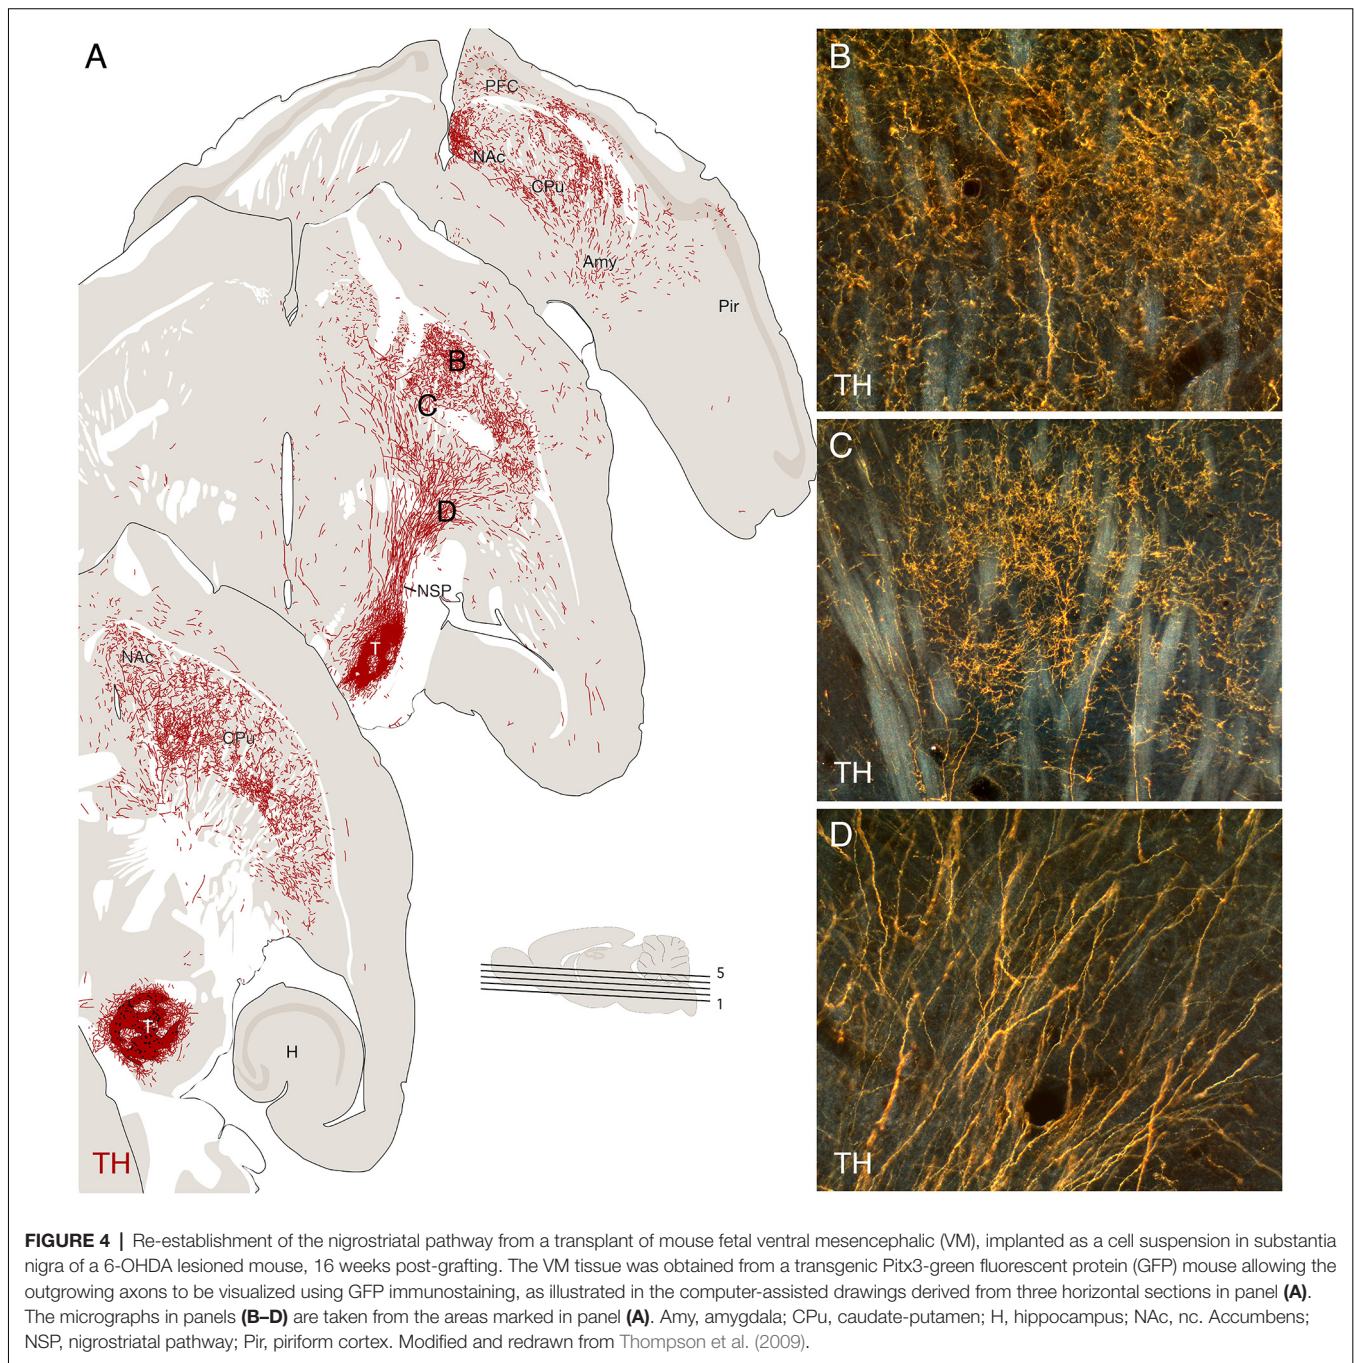 A
PFC
NAc
CPu
Amy
Pir
B
C
D
NSP
T
NAc
CPu
T
H
TH
5
1
B
TH
C
TH
D
TH
FIGURE 4 | Re-establishment of the nigrostriatal pathway from a transplant of mouse fetal ventral mesencephalic (VM), implanted as a cell suspension in substantia
nigra of a 6-OHDA lesioned mouse, 16 weeks post-grafting. The VM tissue was obtained from a transgenic Pitx3-green fluorescent protein (GFP) mouse allowing the
outgrowing axons to be visualized using GFP immunostaining, as illustrated in the computer-assisted drawings derived from three horizontal sections in panel (A).
The micrographs in panels (B–D) are taken from the areas marked in panel (A). Amy, amygdala; CPu, caudate-putamen; H, hippocampus; NAc, nc. Accumbens;
NSP, nigrostriatal pathway; Pir, piriform cortex. Modified and redrawn from Thompson et al. (2009).